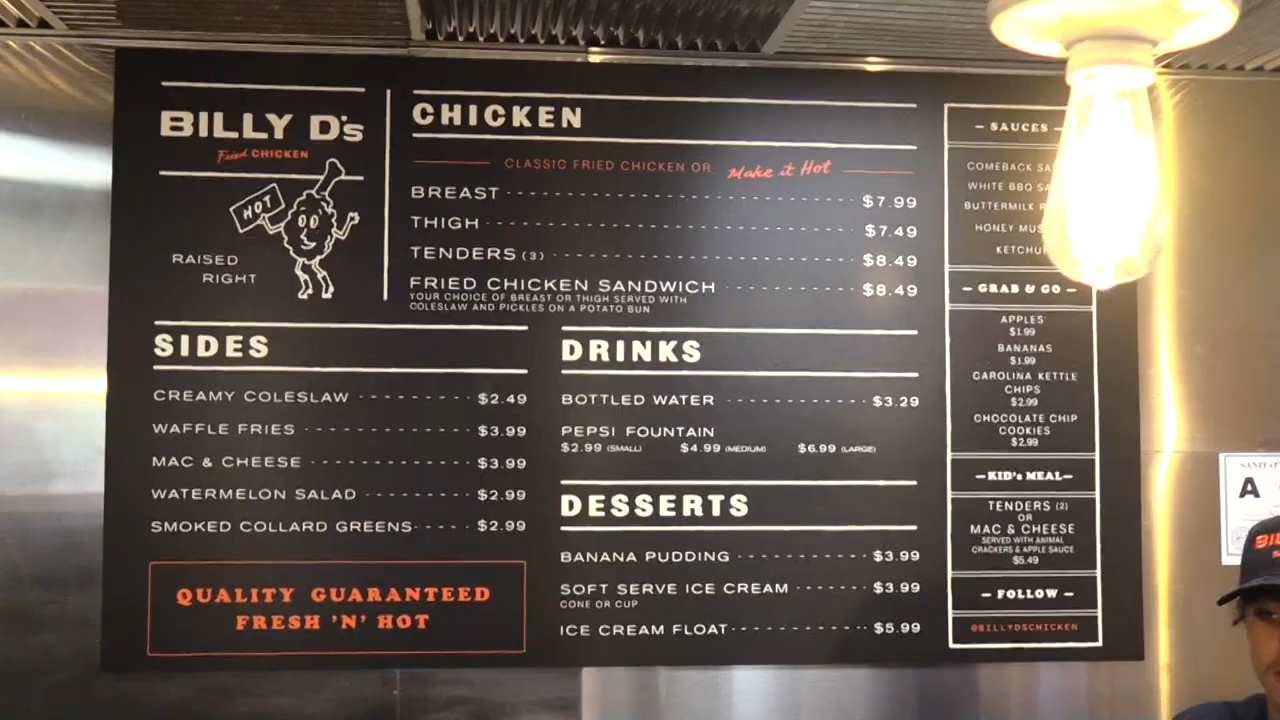 BILLY D's
Fried CHICKEN
HOT
RAISED
RIGHT
CHICKEN
CLASSIC FRIED CHICKEN OR Make it Hot
BREAST $7.99
THIGH $7.49
TENDERS (3) $8.49
FRIED CHICKEN SANDWICH $8.49
YOUR CHOICE OF BREAST OR THIGH SERVED WITH
COLESLAW AND PICKLES ON A POTATO BUN
SIDES
CREAMY COLESLAW $2.49
WAFFLE FRIES $3.99
MAC & CHEESE $3.99
WATERMELON SALAD $2.99
SMOKED COLLARD GREENS $2.99
QUALITY GUARANTEED
FRESH 'N' HOT
DRINKS
BOTTLED WATER $3.29
PEPSI FOUNTAIN
$2.99 (SMALL) $4.99 (MEDIUM) $6.99 (LARGE)
DESSERTS
BANANA PUDDING $3.99
SOFT SERVE ICE CREAM $3.99
CONE OR CUP
ICE CREAM FLOAT $5.99
– SAUCES –
COMEBACK
WHITE BBQ
BUTTERMILK
HONEY
– GRAB & GO –
APPLES
$1.99
BANANAS
$1.99
CAROLINA KETTLE
CHIPS
$2.99
CHOCOLATE CHIP
COOKIES
$2.99
– KID's MEAL –
TENDERS (2)
OR
MAC & CHEESE
SERVED WITH ANIMAL
CRACKERS & APPLE SAUCE
$5.49
– FOLLOW –
@BILLYDSCHICKEN
A